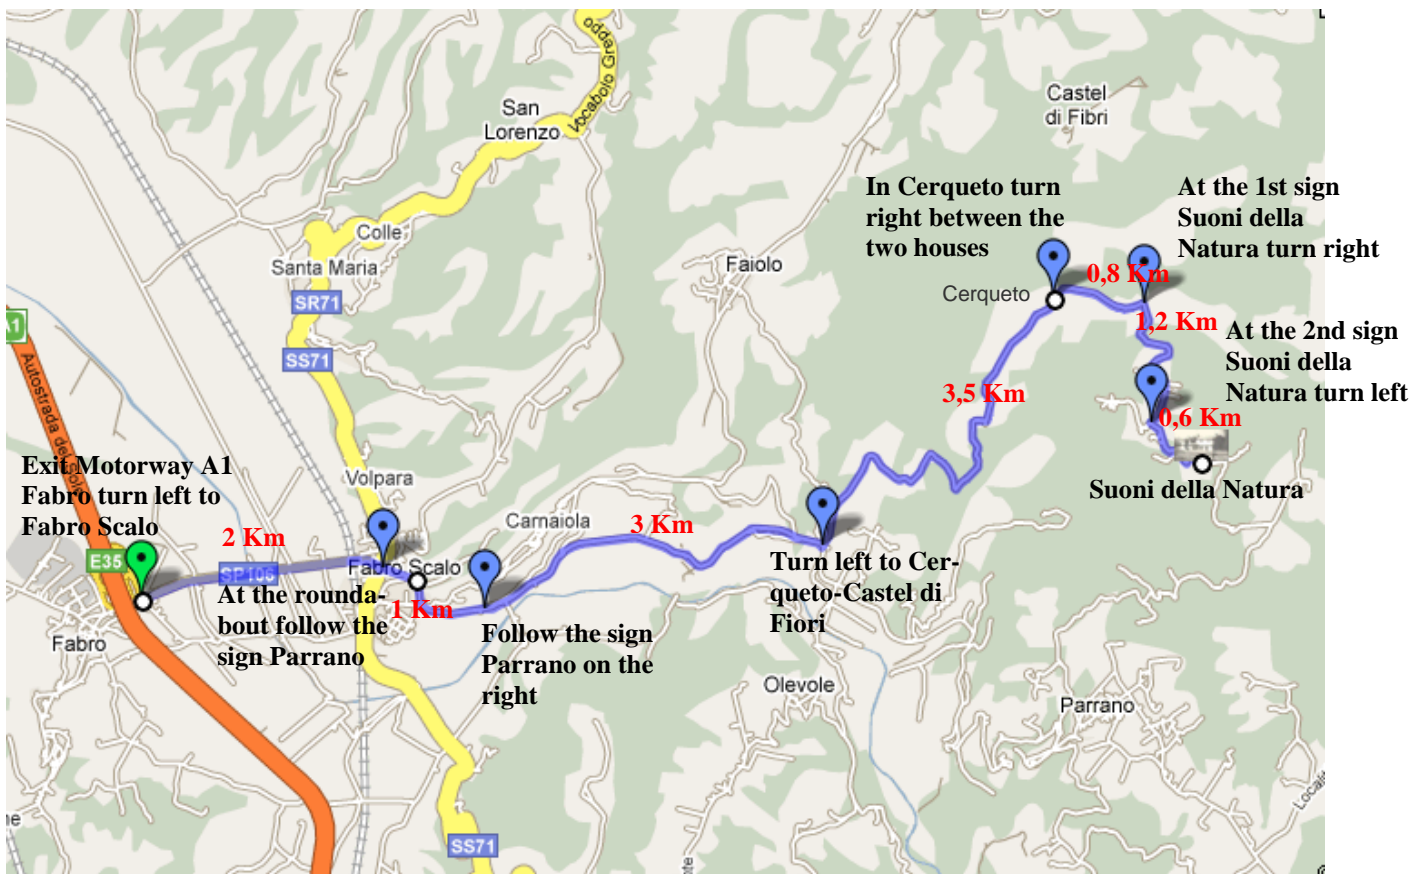 Vocabolo Greppo
San
Lorenzo
Castel
di Fibri
In Cerqueto turn
right between the
two houses
At the 1st sign
Suoni della
Natura turn right
Colle
Santa Maria
Faiolo
SR71
Cerqueto
0,8 Km
A1
1,2 Km
At the 2nd sign
Suoni della
Natura turn left
SS71
Autostrada del Sole
3,5 Km
0,6 Km
Exit Motorway A1
Fabro turn left to
Fabro Scalo
Volpara
Suoni della Natura
Carnaiola
3 Km
2 Km
E35
Fabro Scalo
SP106
Turn left to Cer-
queto-Castel di
Fiori
At the rounda-
bout follow the
sign Parrano
1 Km
Follow the sign
Parrano on the
right
Fabro
Olevole
Parrano
SS71